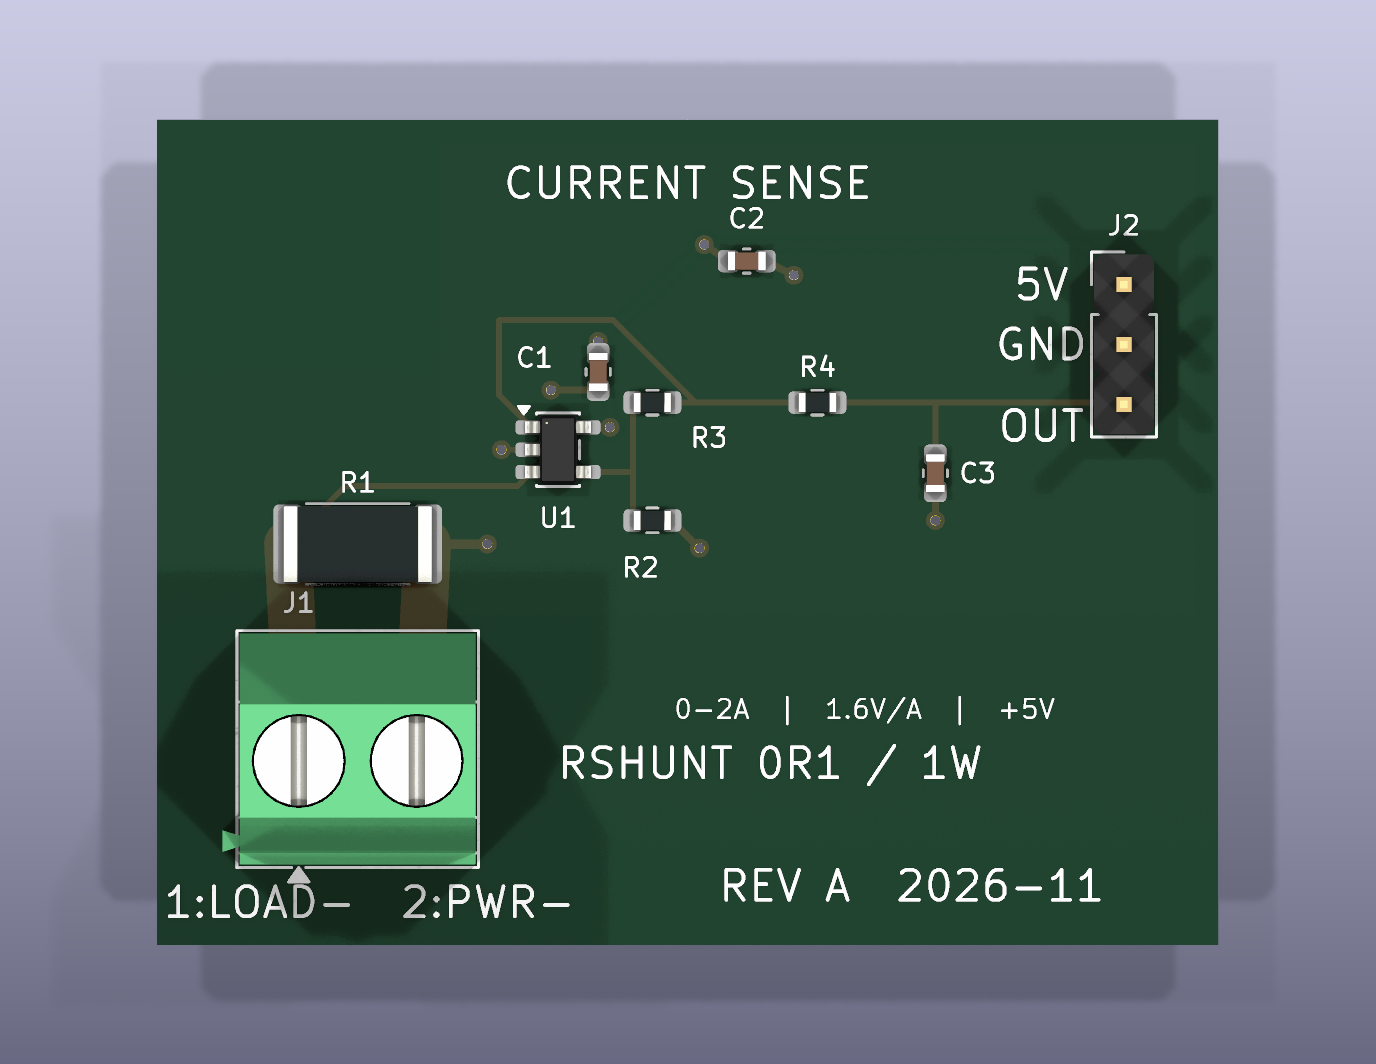 CURRENT SENSE
C2
J2
5V
GND
C1
R4
OUT
R3
C3
R1
U1
R2
J1
0-2A | 1.6V/A | +5V
RSHUNT 0R1 / 1W
REV A 2026-11
1:LOAD- 2:PWR-